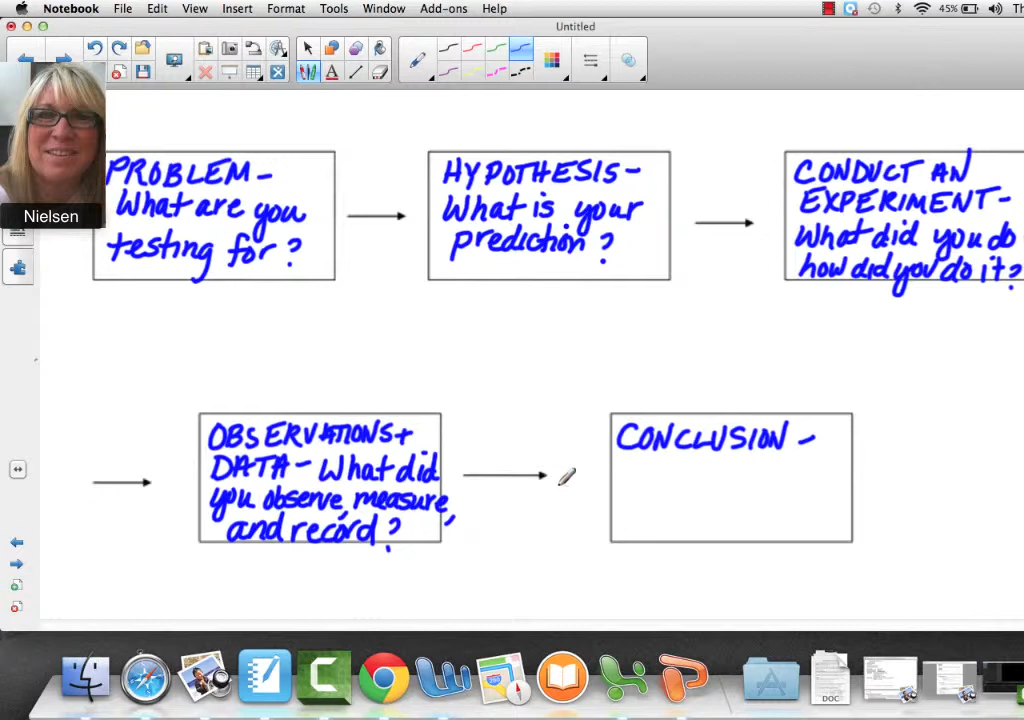 Notebook File Edit View Insert Format Tools Window Add-ons Help 45% Th
Untitled
Nielsen
PROBLEM -
What are you
testing for?
HYPOTHESIS -
What is your
prediction?
CONDUCT AN
EXPERIMENT -
What did you do
how did you do it?
OBSERVATIONS +
DATA - What did
you observe, measure,
and record?
CONCLUSION -
DOC